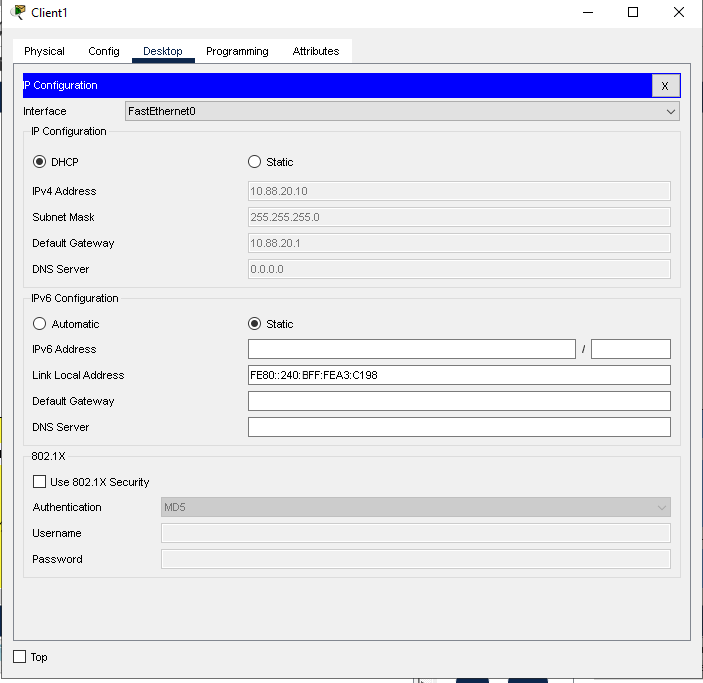 Client1
Physical Config Desktop Programming Attributes
IP Configuration X
Interface FastEthernet0
IP Configuration
DHCP Static
IPv4 Address 10.88.20.10
Subnet Mask 255.255.255.0
Default Gateway 10.88.20.1
DNS Server 0.0.0.0
IPv6 Configuration
Automatic Static
IPv6 Address /
Link Local Address FE80::240:BFF:FEA3:C198
Default Gateway
DNS Server
802.1X
Use 802.1X Security
Authentication MD5
Username
Password
Top